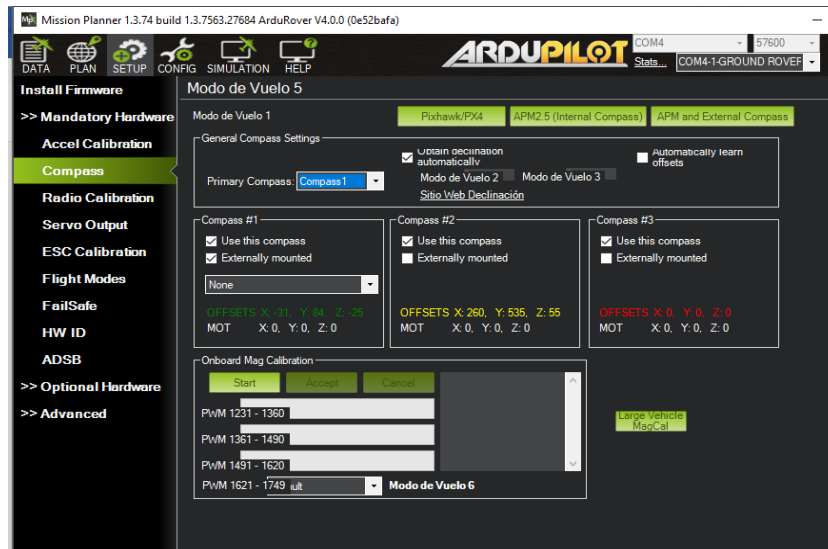 Mission Planner 1.3.74 build 1.3.7563.27684 ArduRover V4.0.0 (0e52bafa)
DATA PLAN SETUP CONFIG SIMULATION HELP
ARDUPILOT
COM4 57600
Stats... COM4-1-GROUND ROVEF
Install Firmware
>> Mandatory Hardware
Accel Calibration
Compass
Radio Calibration
Servo Output
ESC Calibration
Flight Modes
FailSafe
HW ID
ADSB
>> Optional Hardware
>> Advanced
Modo de Vuelo 5
Modo de Vuelo 1 Pixhawk/PX4 APM2.5 (Internal Compass) APM and External Compass
General Compass Settings
Primary Compass: Compass1
Obtain declination
automatically
Modo de Vuelo 2 Modo de Vuelo 3
Sitio Web Declinación
Automatically learn
offsets
Compass #1
Use this compass
Externally mounted
None
OFFSETS X: -31, Y: 84, Z: -25
MOT X: 0, Y: 0, Z: 0
Compass #2
Use this compass
Externally mounted
OFFSETS X: 260, Y: 535, Z: 55
MOT X: 0, Y: 0, Z: 0
Compass #3
Use this compass
Externally mounted
OFFSETS X: 0, Y: 0, Z: 0
MOT X: 0, Y: 0, Z: 0
Onboard Mag Calibration
Start Accept Cancel
PWM 1231 - 1360
PWM 1361 - 1490
PWM 1491 - 1620
PWM 1621 - 1749 ult Modo de Vuelo 6
Large Vehicle
MagCal